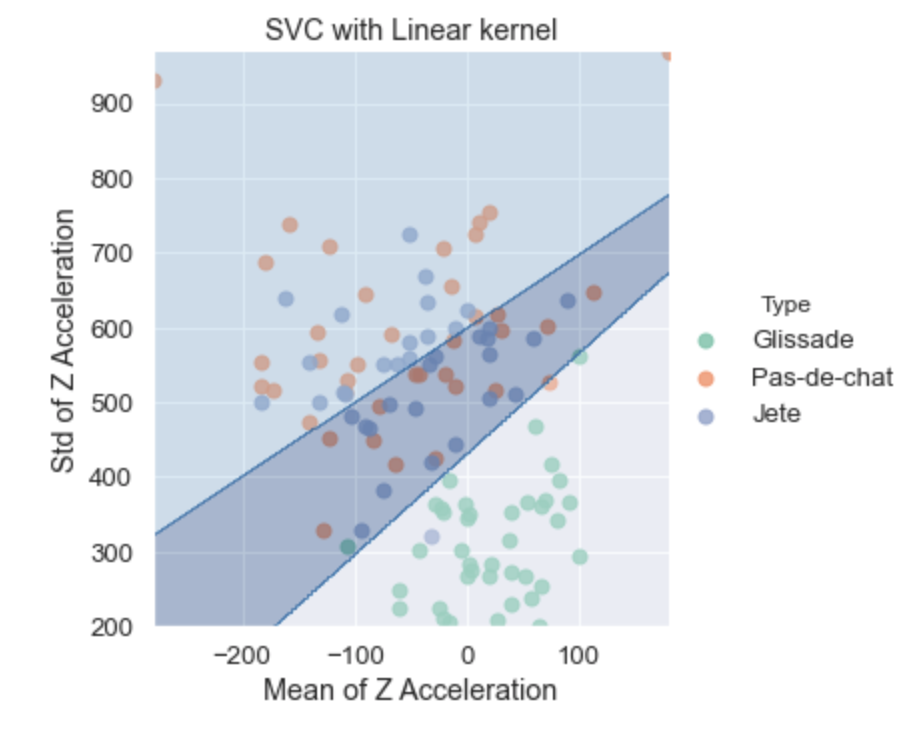 SVC with Linear kernel
Std of Z Acceleration
900
800
700
600
500
400
300
200
−200
−100
0
100
Mean of Z Acceleration
Type
Glissade
Pas-de-chat
Jete